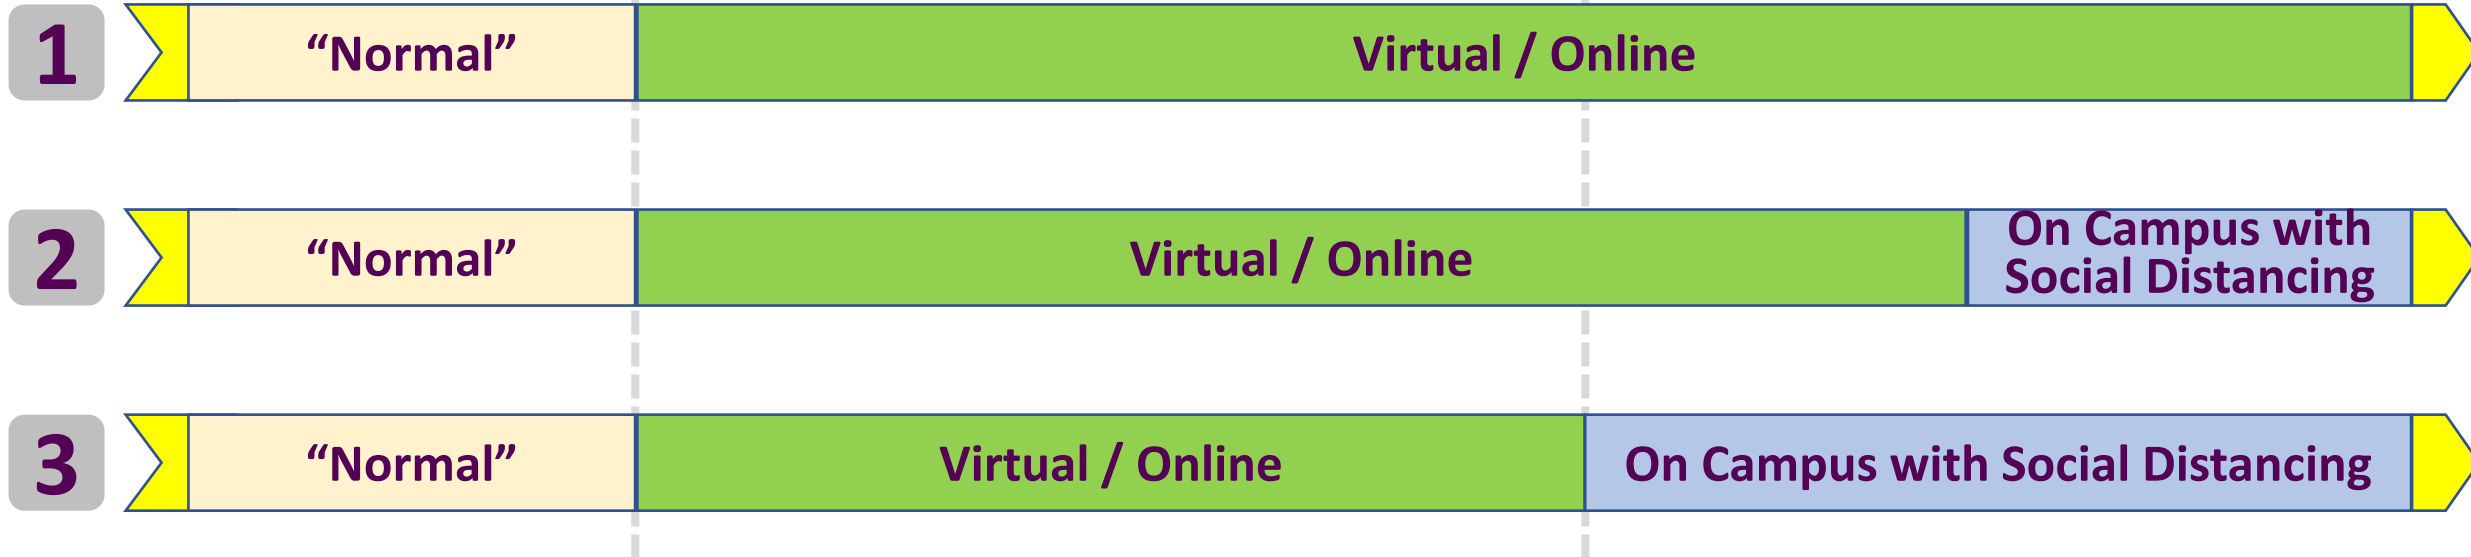 1
“Normal”
Virtual / Online
2
“Normal”
Virtual / Online
On Campus with
Social Distancing
3
“Normal”
Virtual / Online
On Campus with Social Distancing